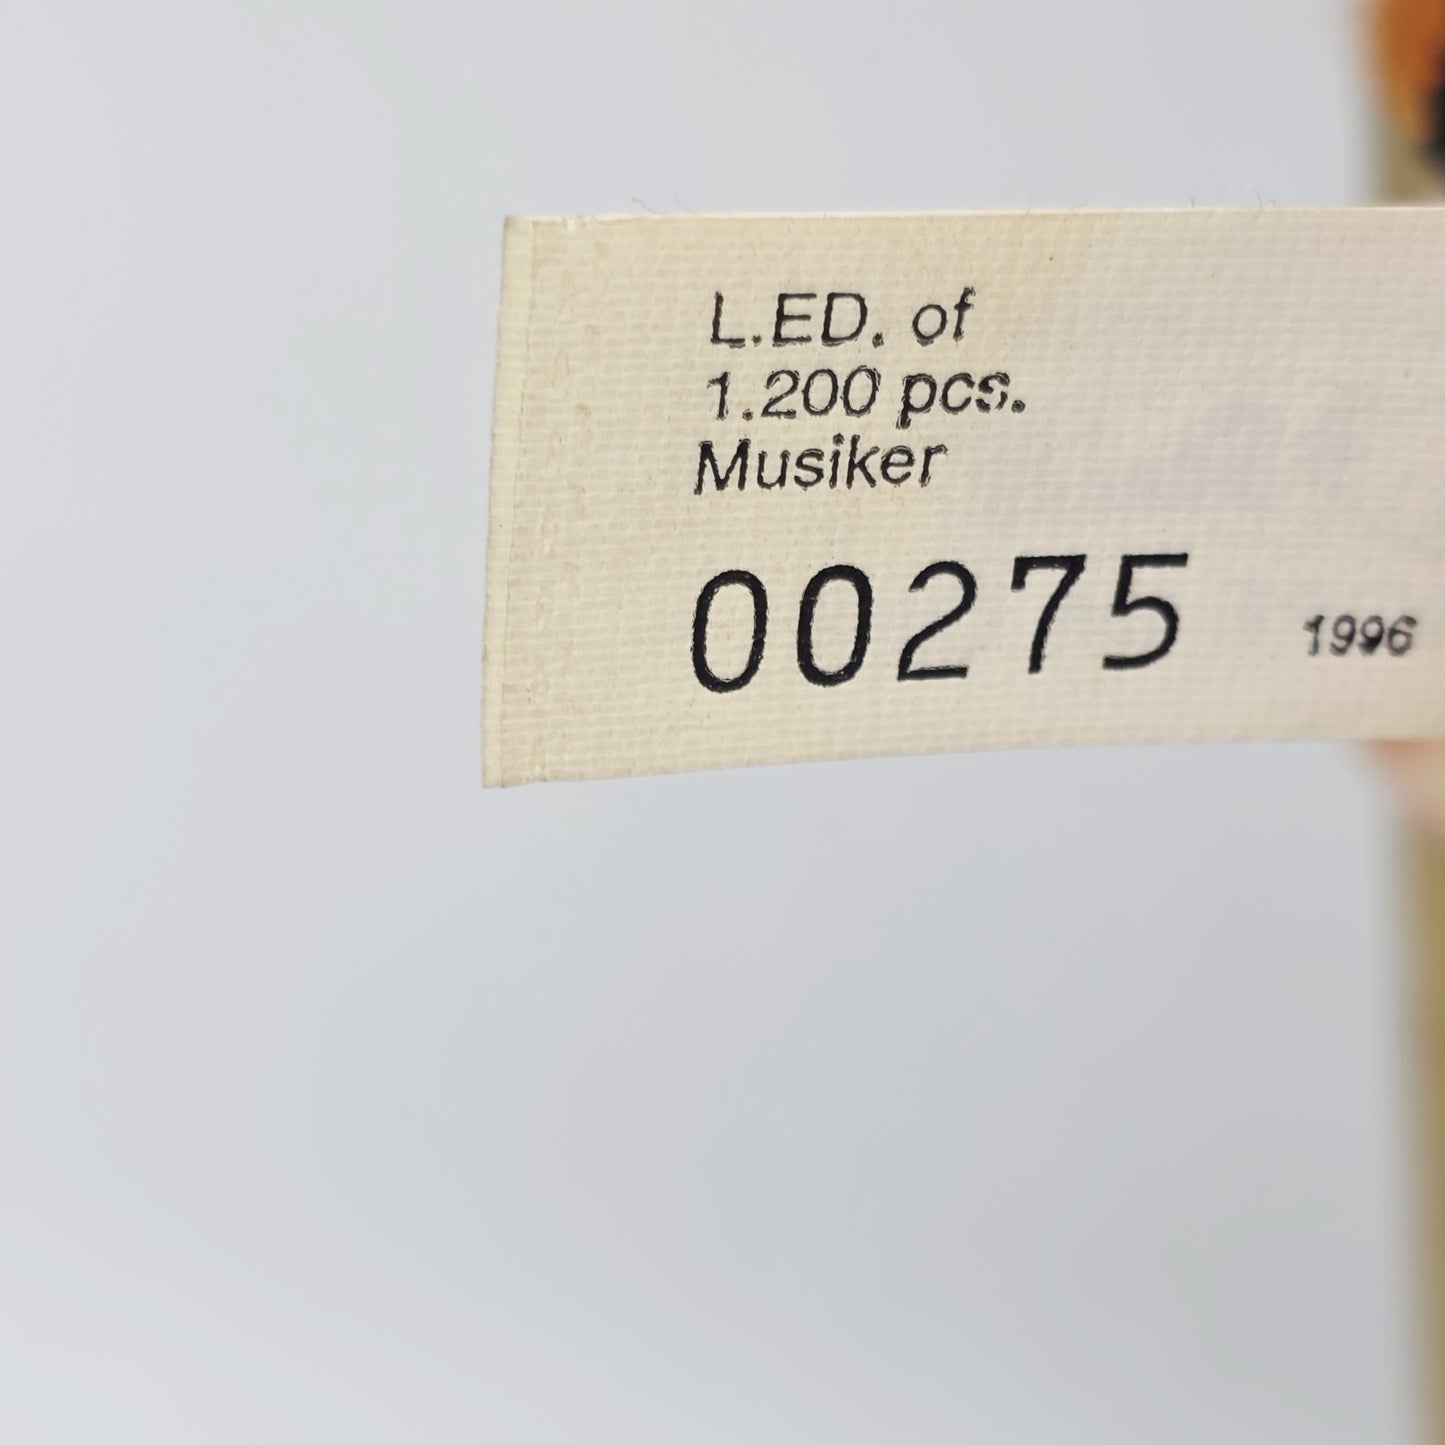 L.ED. of
1.200 pcs.
Musiker
00275 1996